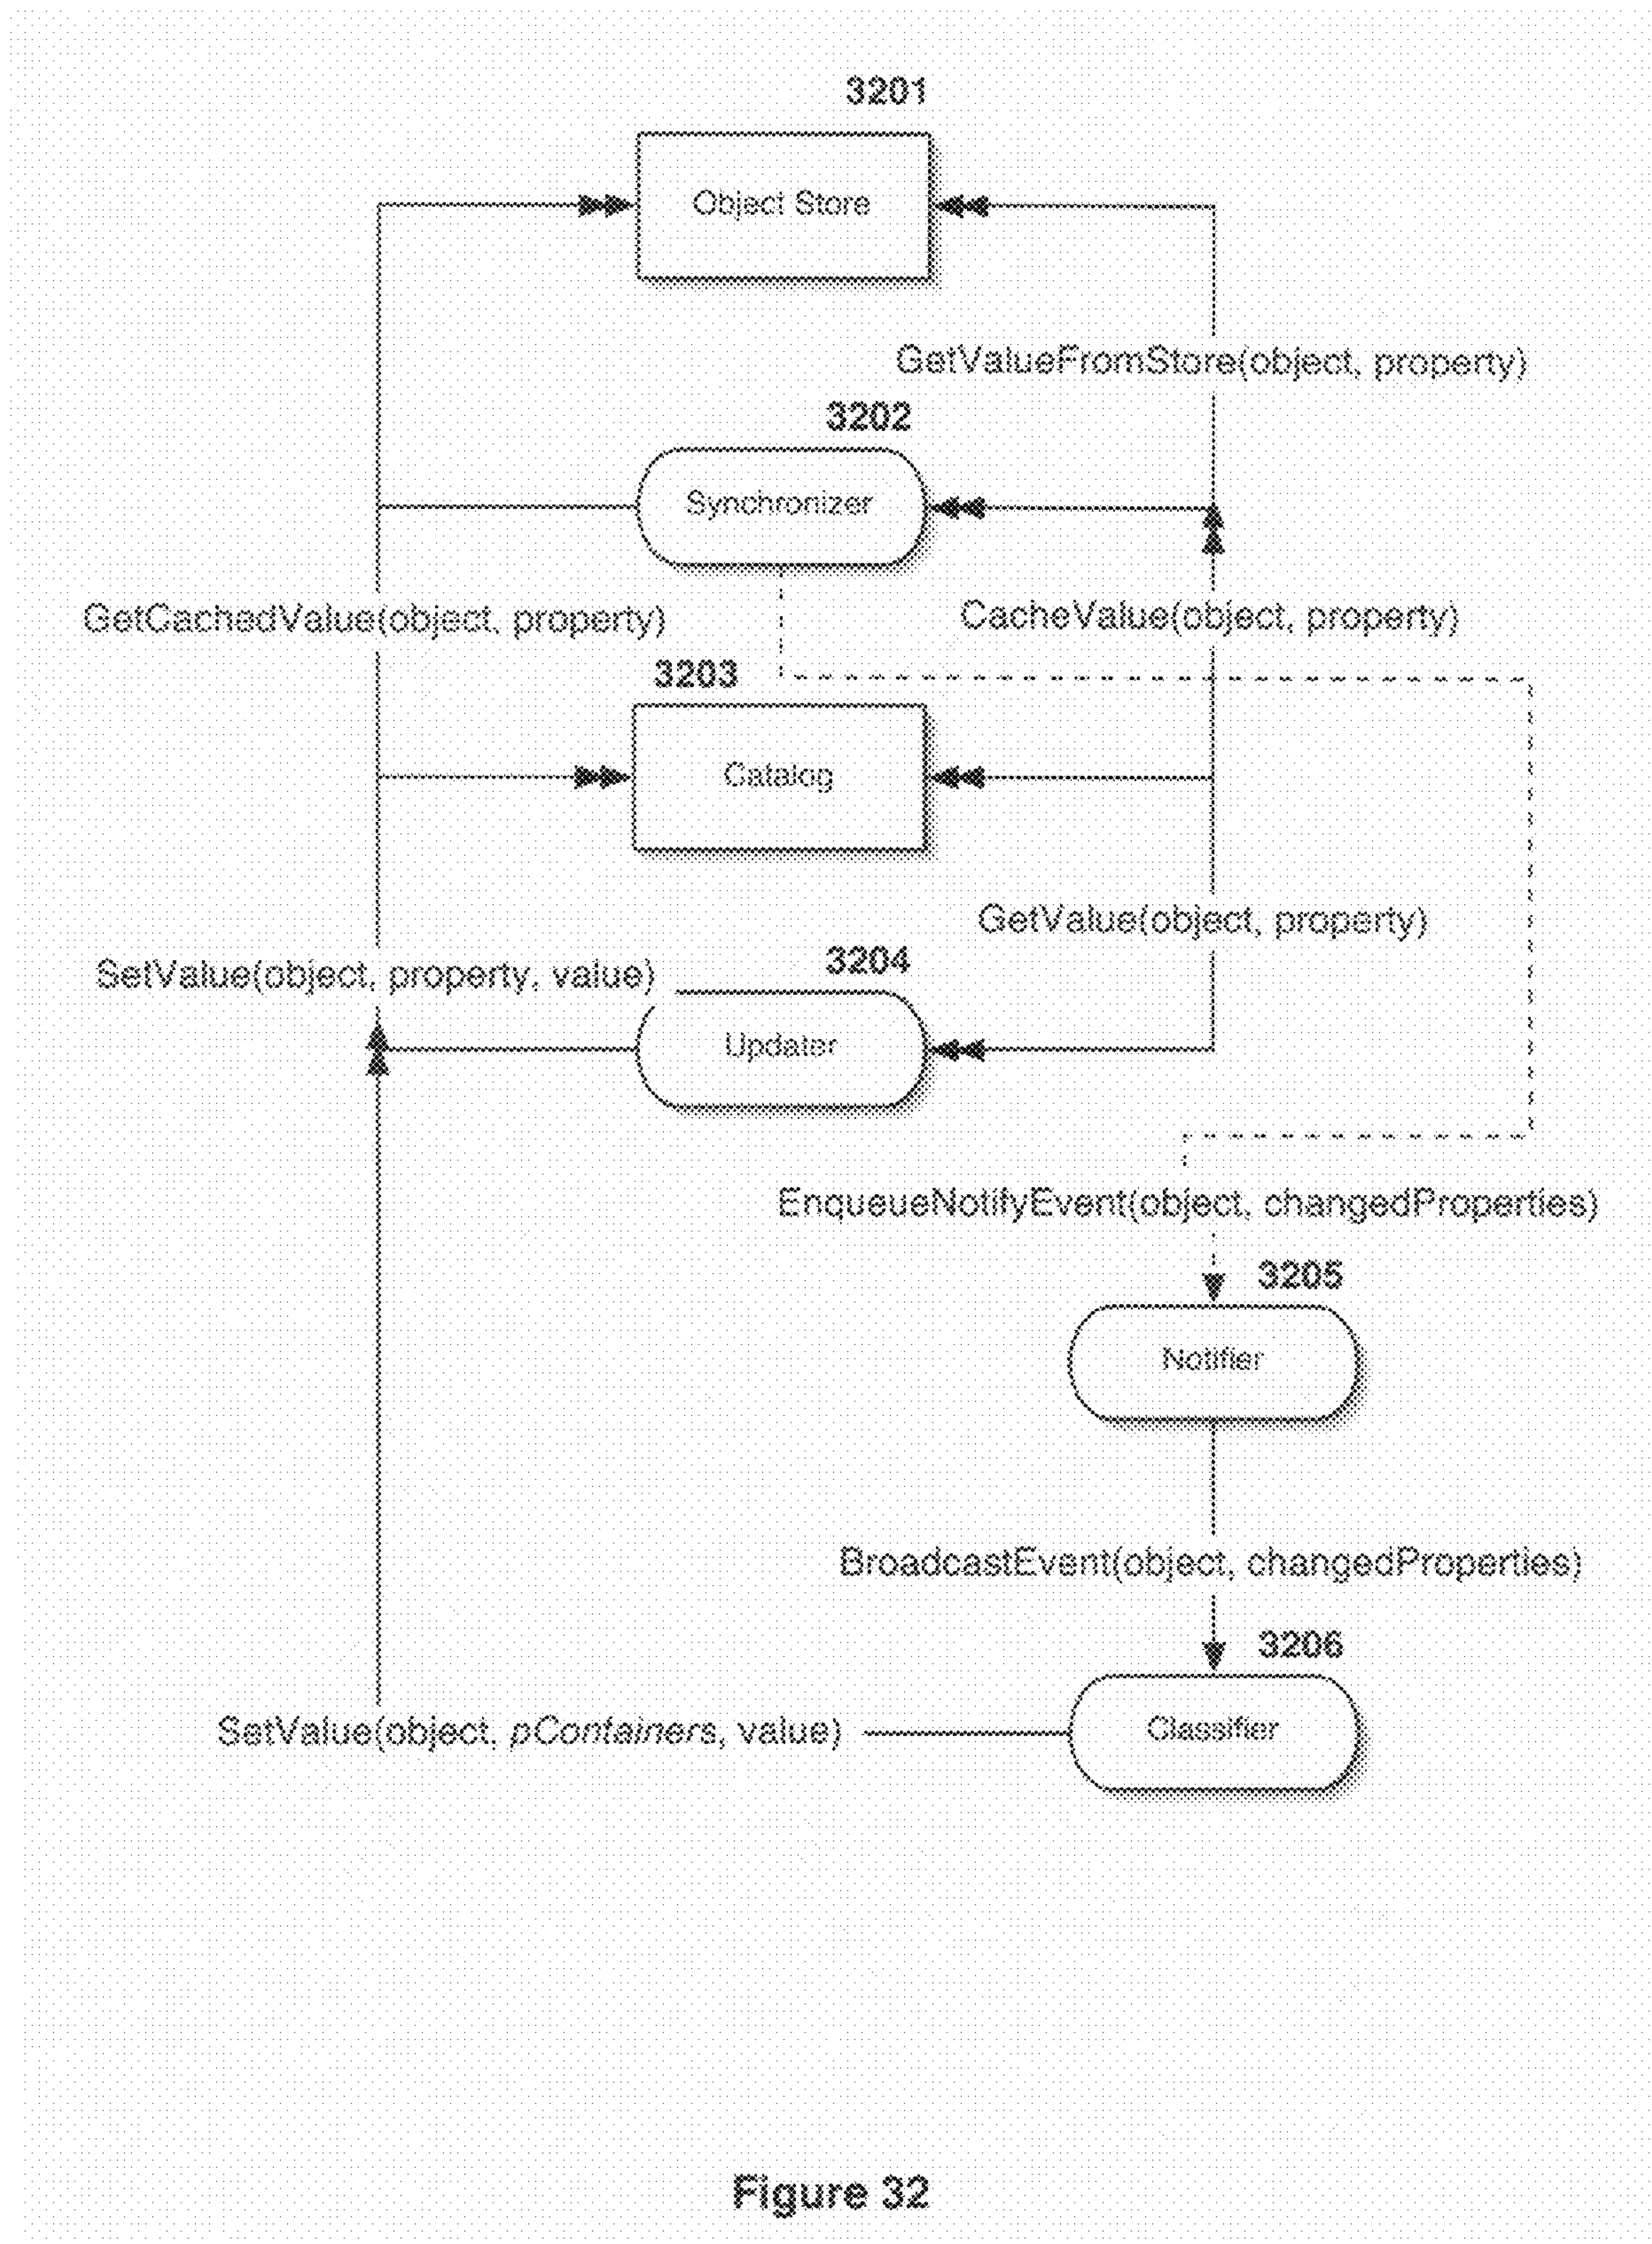 3201
Object Store
GetValueFromStore(object, property)
3202
Synchronizer
GetCachedValue(object, property)
CacheValue(object, property)
3203
Catalog
GetValue(object, property)
3204
SetValue(object, property, value)
Updater
EnqueueNotifyEvent(object, changedProperties)
3205
Notifier
BroadcastEvent(object, changedProperties)
3206
SetValue(object, pContainers, value)
Classifier
Figure 32